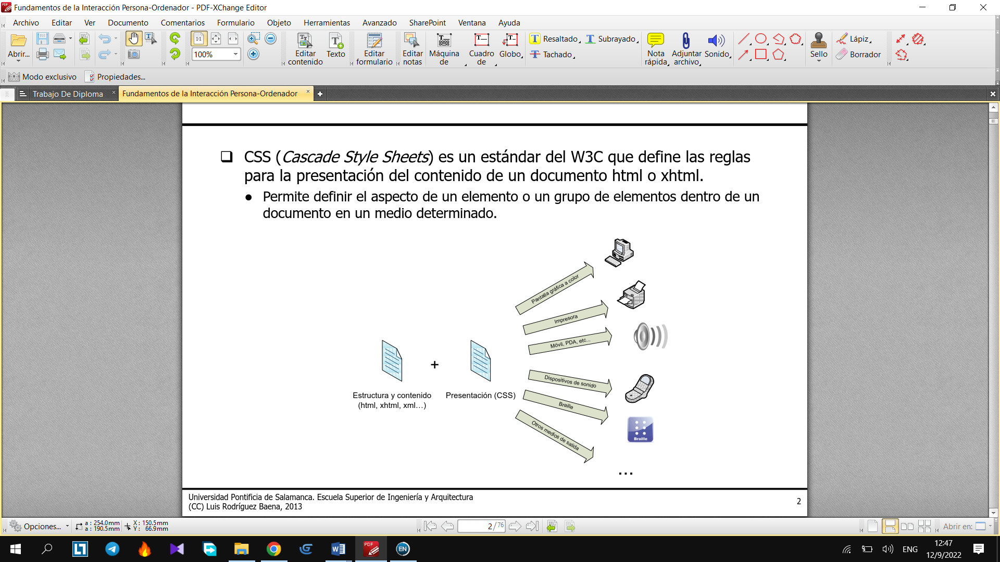 Fundamentos de la Interacción Persona-Ordenador - PDF-XChange Editor
Archivo Editar Ver Documento Comentarios Formulario Objeto Herramientas Avanzado SharePoint Ventana Ayuda
Abrir...
1:1
100%
Editar contenido
Texto
Editar formulario
Editar notas
Máquina de
Cuadro de
Globo
Resaltado
Subrayado
Tachado
Nota rápida
Adjuntar archivo
Sonido
Sello
Lápiz
Borrador
Modo exclusivo Propiedades...
Trabajo De Diploma Fundamentos de la Interacción Persona-Ordenador
CSS (Cascade Style Sheets) es un estándar del W3C que define las reglas
para la presentación del contenido de un documento html o xhtml.
Permite definir el aspecto de un elemento o un grupo de elementos dentro de un
documento en un medio determinado.
Pantalla gráfica a color
Impresora
Móvil, PDA, etc...
+
Dispositivos de sonido
Estructura y contenido
(html, xhtml, xml…)
Presentación (CSS)
Braille
Otros medios de salida
Braille
...
Universidad Pontificia de Salamanca. Escuela Superior de Ingeniería y Arquitectura
(CC) Luis Rodríguez Baena, 2013
2
Opciones...
a : 254.0mm
a : 190.5mm
X : 150.5mm
Y : 66.9mm
2 / 76
Abrir en:
PDF
EN
ENG
12:47
12/9/2022